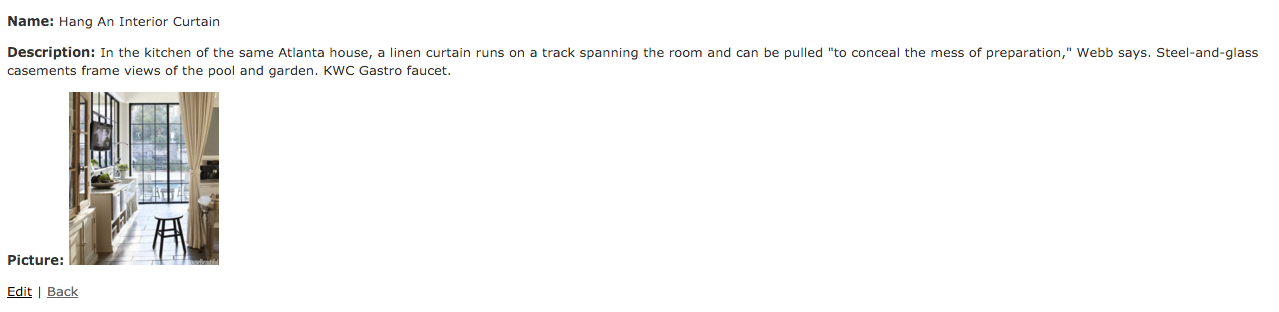 Name: Hang An Interior Curtain
Description: In the kitchen of the same Atlanta house, a linen curtain runs on a track spanning the room and can be pulled "to conceal the mess of preparation," Webb says. Steel-and-glass
casements frame views of the pool and garden. KWC Gastro faucet.
Picture:
Edit | Back